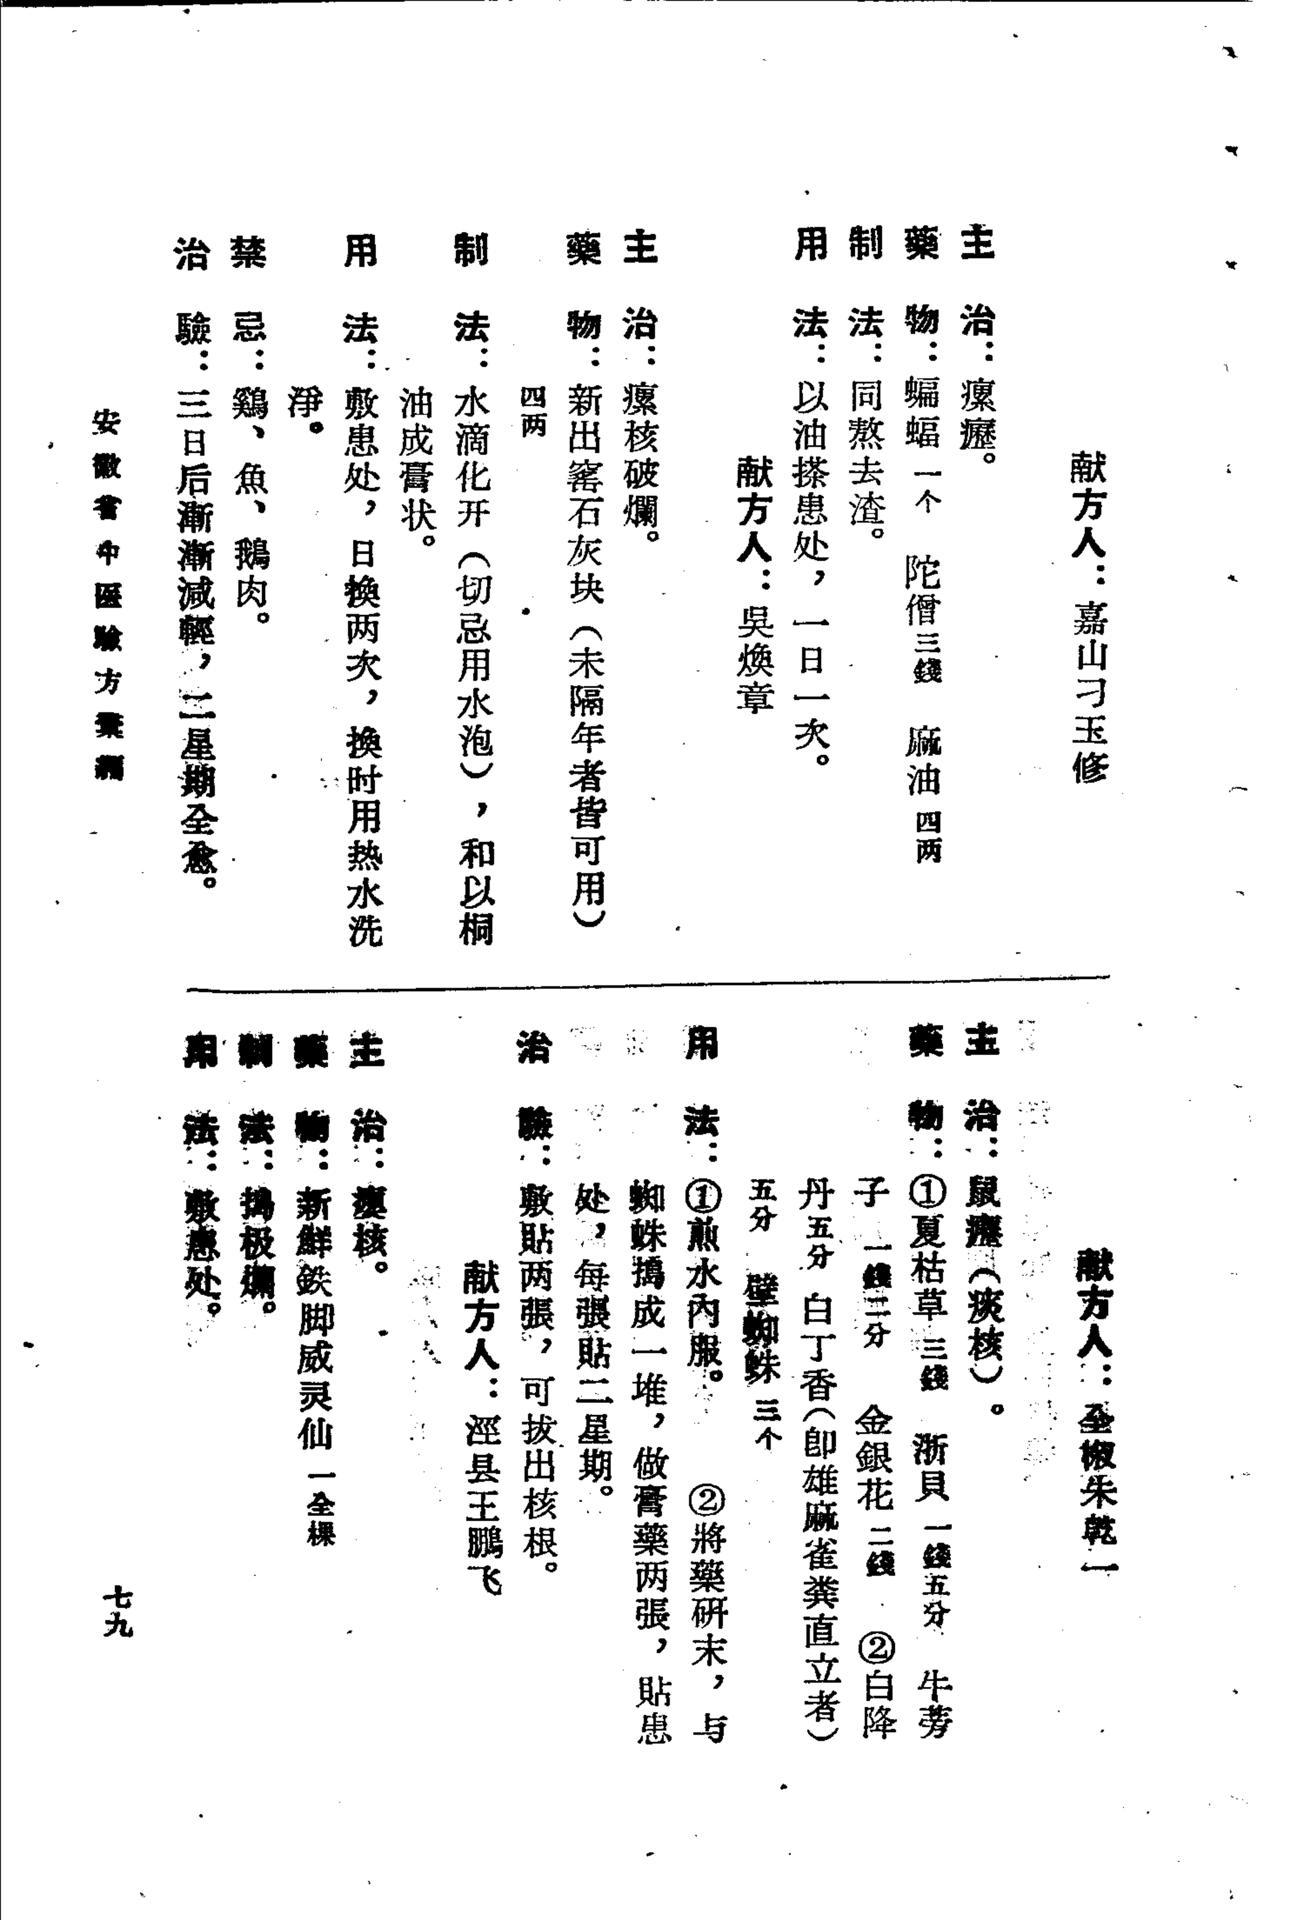 献方人：嘉山刁玉修
主　治：瘰癧。
藥　物：蝙蝠一个　陀僧三錢　麻油四两
制　法：同熬去渣。
用　法：以油搽患处，一日一次。
献方人：吳煥章
主　治：瘰核破爛。
藥　物：新出窰石灰块（未隔年者皆可用）
四两
制　法：水滴化开（切忌用水泡），和以桐
油成膏状。
用　法：敷患处，日換两次，換时用热水洗
淨。
禁　忌：鷄、魚、鵝肉。
治　驗：三日后漸漸減輕，二星期全愈。
献方人：全椒朱乾一
主　治：鼠癧（痰核）。
藥　物：①夏枯草三錢　浙貝一錢五分　牛蒡
子一錢二分　金銀花二錢　②白降
丹五分　白丁香（卽雄麻雀粪直立者）
五分　壁蜘蛛三个
用　法：①煎水內服。　②將藥研末，与
蜘蛛搗成一堆，做膏藥两張，貼患
处，每張貼二星期。
治　驗：敷貼两張，可拔出核根。
献方人：涇县王鵬飞
主　治：瘰核。
藥　物：新鮮鉄脚威灵仙一全棵
制　法：搗极爛。
用　法：敷患处。
安徽省中医驗方彙編
七九